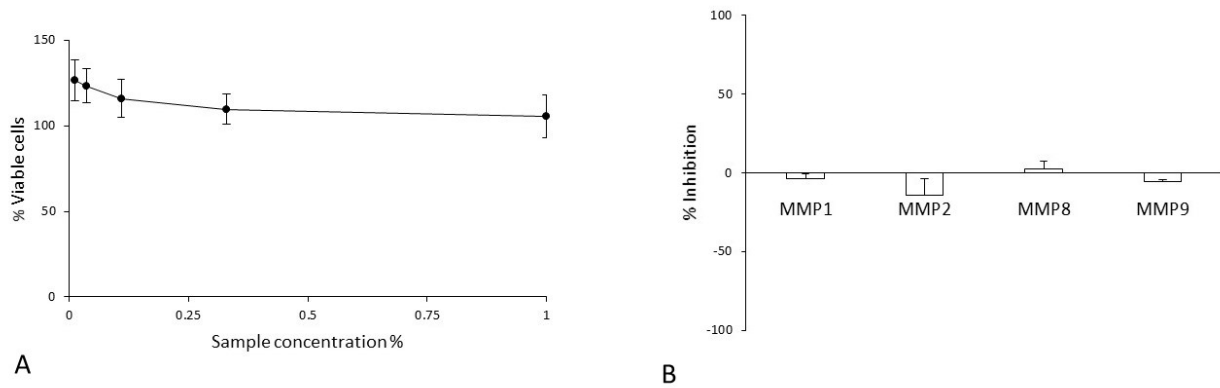 150
100
50
0
% Viable cells
0 0.25 0.5 0.75 1
Sample concentration %
A
100
50
0
-50
-100
% Inhibition
MMP1 MMP2 MMP8 MMP9
B